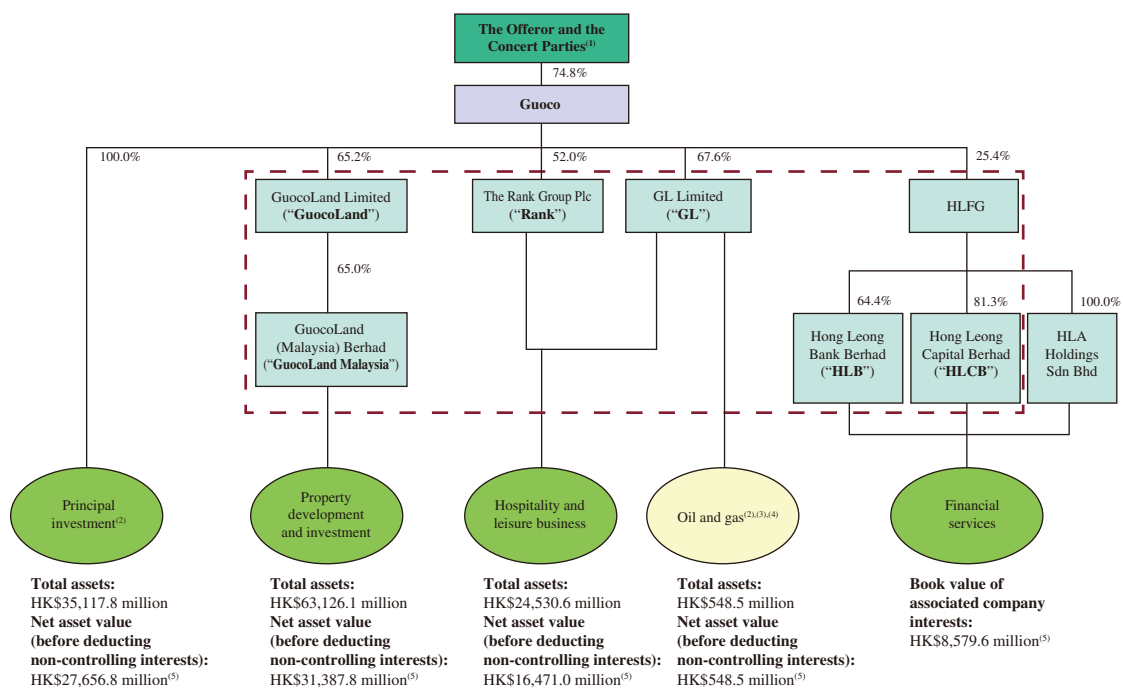 The Offeror and the
Concert Parties(1)
74.8%
Guoco
100.0%
65.2%
52.0%
67.6%
25.4%
GuocoLand Limited
(“GuocoLand”)
The Rank Group Plc
(“Rank”)
GL Limited
(“GL”)
HLFG
65.0%
64.4%
81.3%
100.0%
GuocoLand
(Malaysia) Berhad
(“GuocoLand Malaysia”)
Hong Leong
Bank Berhad
(“HLB”)
Hong Leong
Capital Berhad
(“HLCB”)
HLA
Holdings
Sdn Bhd
Principal
investment(2)
Property
development
and investment
Hospitality and
leisure business
Oil and gas(2),(3),(4)
Financial
services
Total assets:
HK$35,117.8 million
Net asset value
(before deducting
non-controlling interests):
HK$27,656.8 million(5)
Total assets:
HK$63,126.1 million
Net asset value
(before deducting
non-controlling interests):
HK$31,387.8 million(5)
Total assets:
HK$24,530.6 million
Net asset value
(before deducting
non-controlling interests):
HK$16,471.0 million(5)
Total assets:
HK$548.5 million
Net asset value
(before deducting
non-controlling interests):
HK$548.5 million(5)
Book value of
associated company
interests:
HK$8,579.6 million(5)